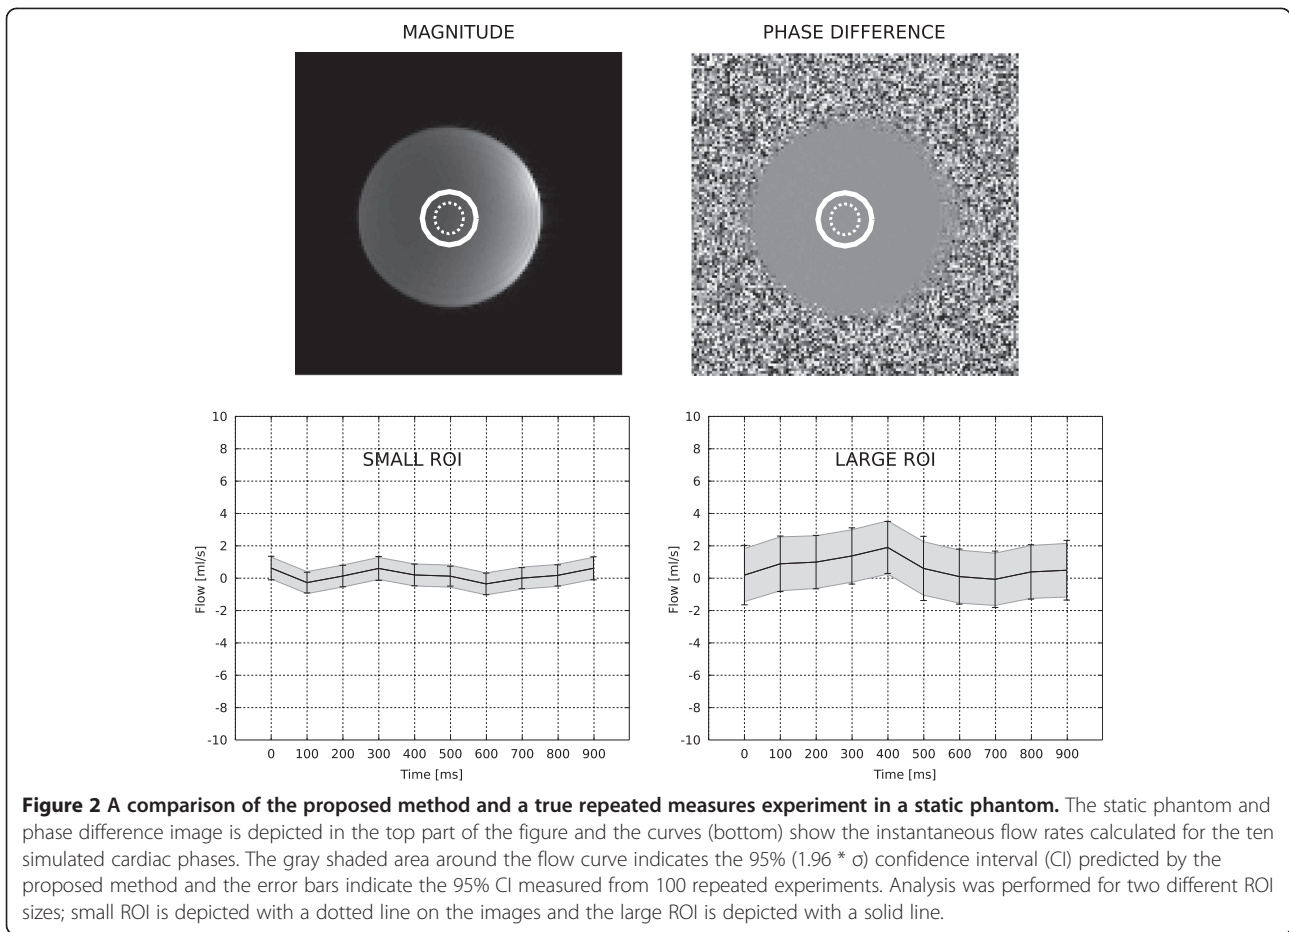 MAGNITUDE
PHASE DIFFERENCE
SMALL ROI
10
8
6
4
2
0
-2
-4
-6
-8
-10
Flow [ml/s]
0 100 200 300 400 500 600 700 800 900
Time [ms]
LARGE ROI
10
8
6
4
2
0
-2
-4
-6
-8
-10
Flow [ml/s]
0 100 200 300 400 500 600 700 800 900
Time [ms]
Figure 2 A comparison of the proposed method and a true repeated measures experiment in a static phantom. The static phantom and
phase difference image is depicted in the top part of the figure and the curves (bottom) show the instantaneous flow rates calculated for the ten
simulated cardiac phases. The gray shaded area around the flow curve indicates the 95% (1.96 * σ) confidence interval (CI) predicted by the
proposed method and the error bars indicate the 95% CI measured from 100 repeated experiments. Analysis was performed for two different ROI
sizes; small ROI is depicted with a dotted line on the images and the large ROI is depicted with a solid line.